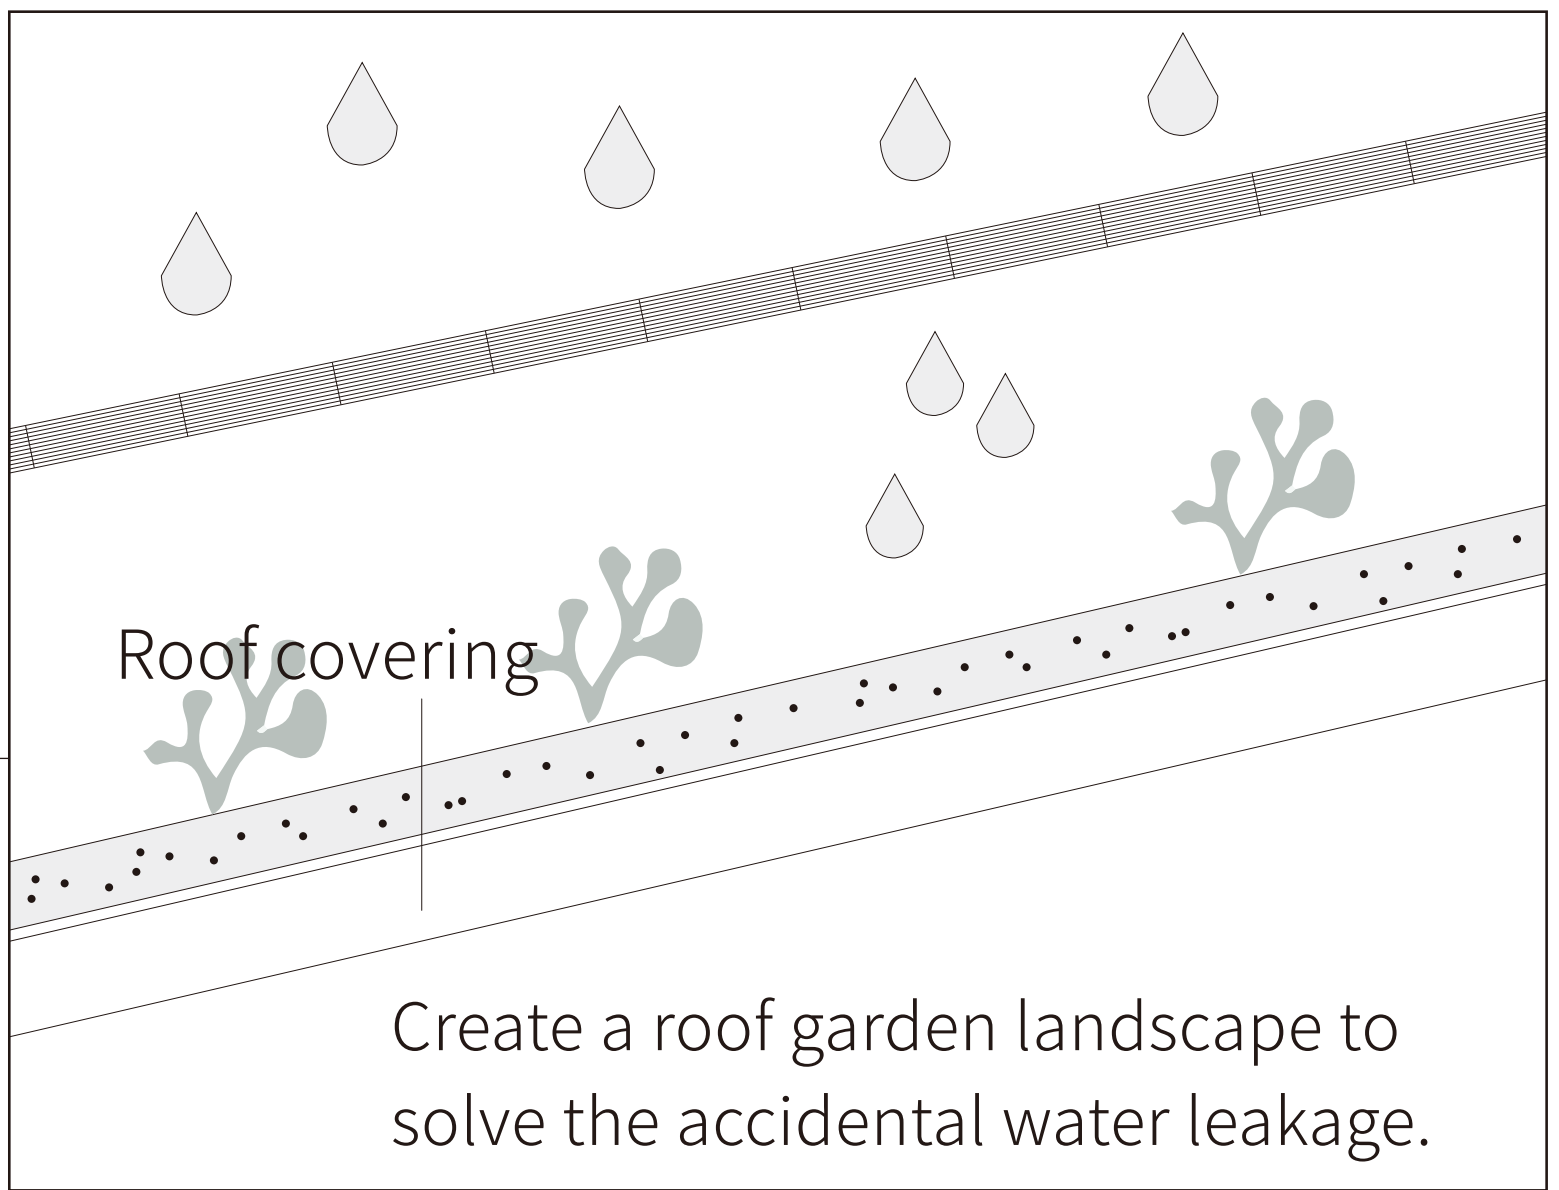 Roof covering
Create a roof garden landscape to
solve the accidental water leakage.